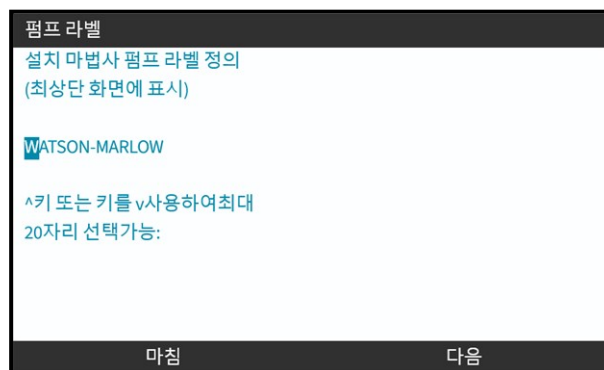 펌프 라벨
설치 마법사 펌프 라벨 정의
(최상단 화면에 표시)
WATSON-MARLOW
^키 또는 키를 v사용하여최대
20자리 선택가능:
마침 다음